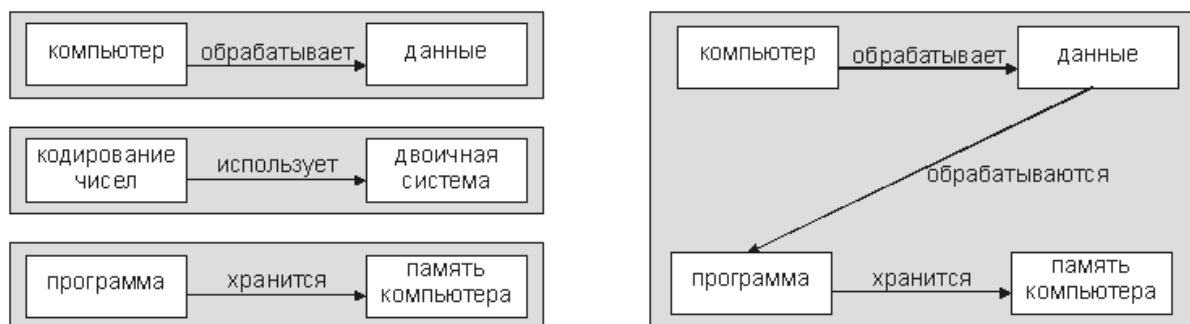 компьютер обрабатывает данные
кодирование чисел использует двоичная система
программа хранится память компьютера
компьютер обрабатывает данные
обрабатываются
программа хранится память компьютера